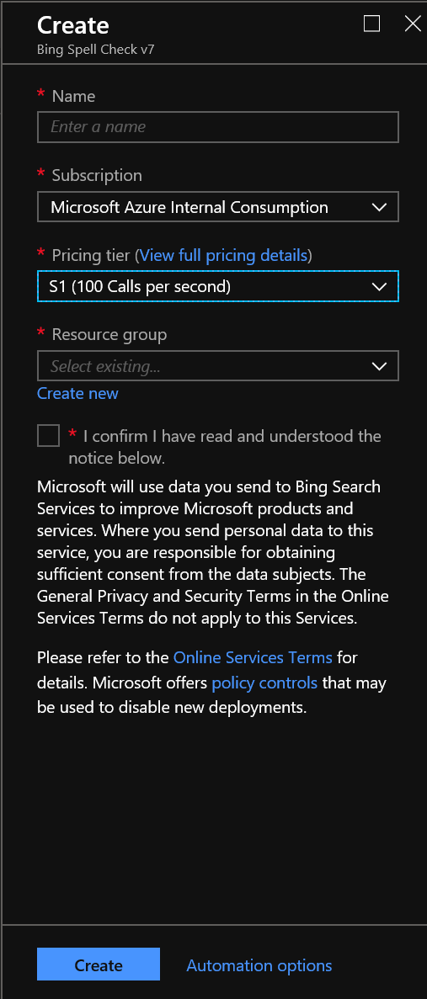 Create
Bing Spell Check v7
* Name
Enter a name
* Subscription
Microsoft Azure Internal Consumption
* Pricing tier (View full pricing details)
S1 (100 Calls per second)
* Resource group
Select existing...
Create new
* I confirm I have read and understood the
notice below.
Microsoft will use data you send to Bing Search
Services to improve Microsoft products and
services. Where you send personal data to this
service, you are responsible for obtaining
sufficient consent from the data subjects. The
General Privacy and Security Terms in the Online
Services Terms do not apply to this Services.
Please refer to the Online Services Terms for
details. Microsoft offers policy controls that may
be used to disable new deployments.
Create
Automation options